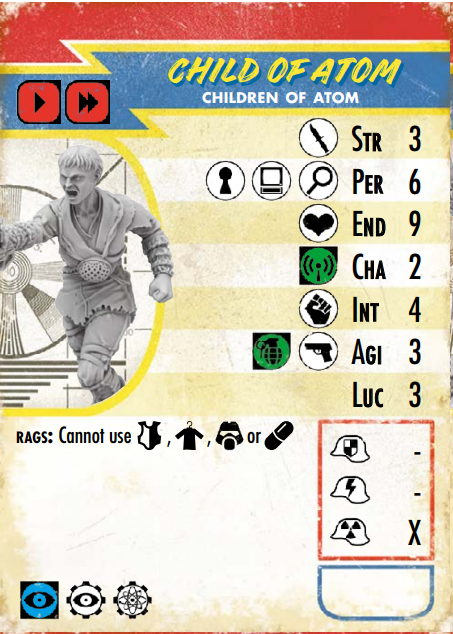 CHILD OF ATOM
CHILDREN OF ATOM
STR 3
PER 6
END 9
CHA 2
INT 4
AGI 3
LUC 3
RAGS: Cannot use , , or
-
-
X